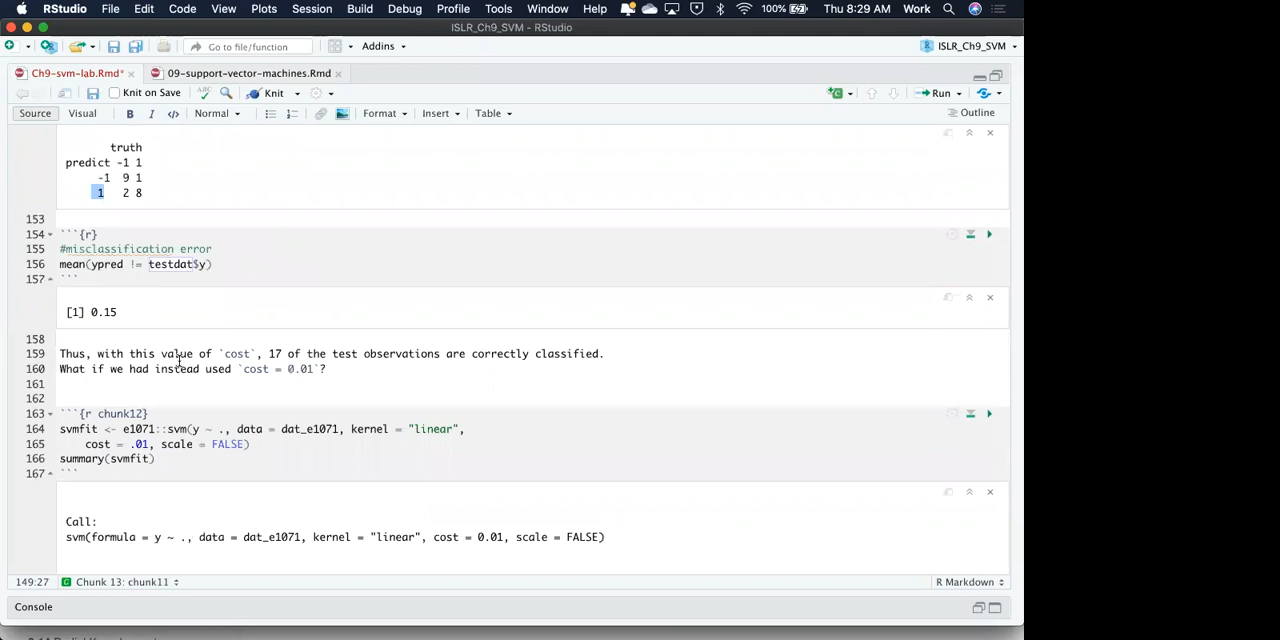 RStudio File Edit Code View Plots Session Build Debug Profile Tools Window Help 100% Thu 8:29 AM Work
ISLR_Ch9_SVM - RStudio
Go to file/function Addins ISLR_Ch9_SVM
Ch9-svm-lab.Rmd* 09-support-vector-machines.Rmd
Knit on Save ABC Knit Run
Source Visual B I </> Normal Format Insert Table Outline
truth
predict -1 1
-1 9 1
1 2 8
153
154 ```{r}
155 #misclassification error
156 mean(ypred != testdat$y)
157 ```
[1] 0.15
158
159 Thus, with this value of `cost`, 17 of the test observations are correctly classified.
160 What if we had instead used `cost = 0.01`?
161
162
163 ```{r chunk12}
164 svmfit <- e1071::svm(y ~ ., data = dat_e1071, kernel = "linear",
165 cost = .01, scale = FALSE)
166 summary(svmfit)
167 ```
Call:
svm(formula = y ~ ., data = dat_e1071, kernel = "linear", cost = 0.01, scale = FALSE)
149:27 C Chunk 13: chunk11 R Markdown
Console